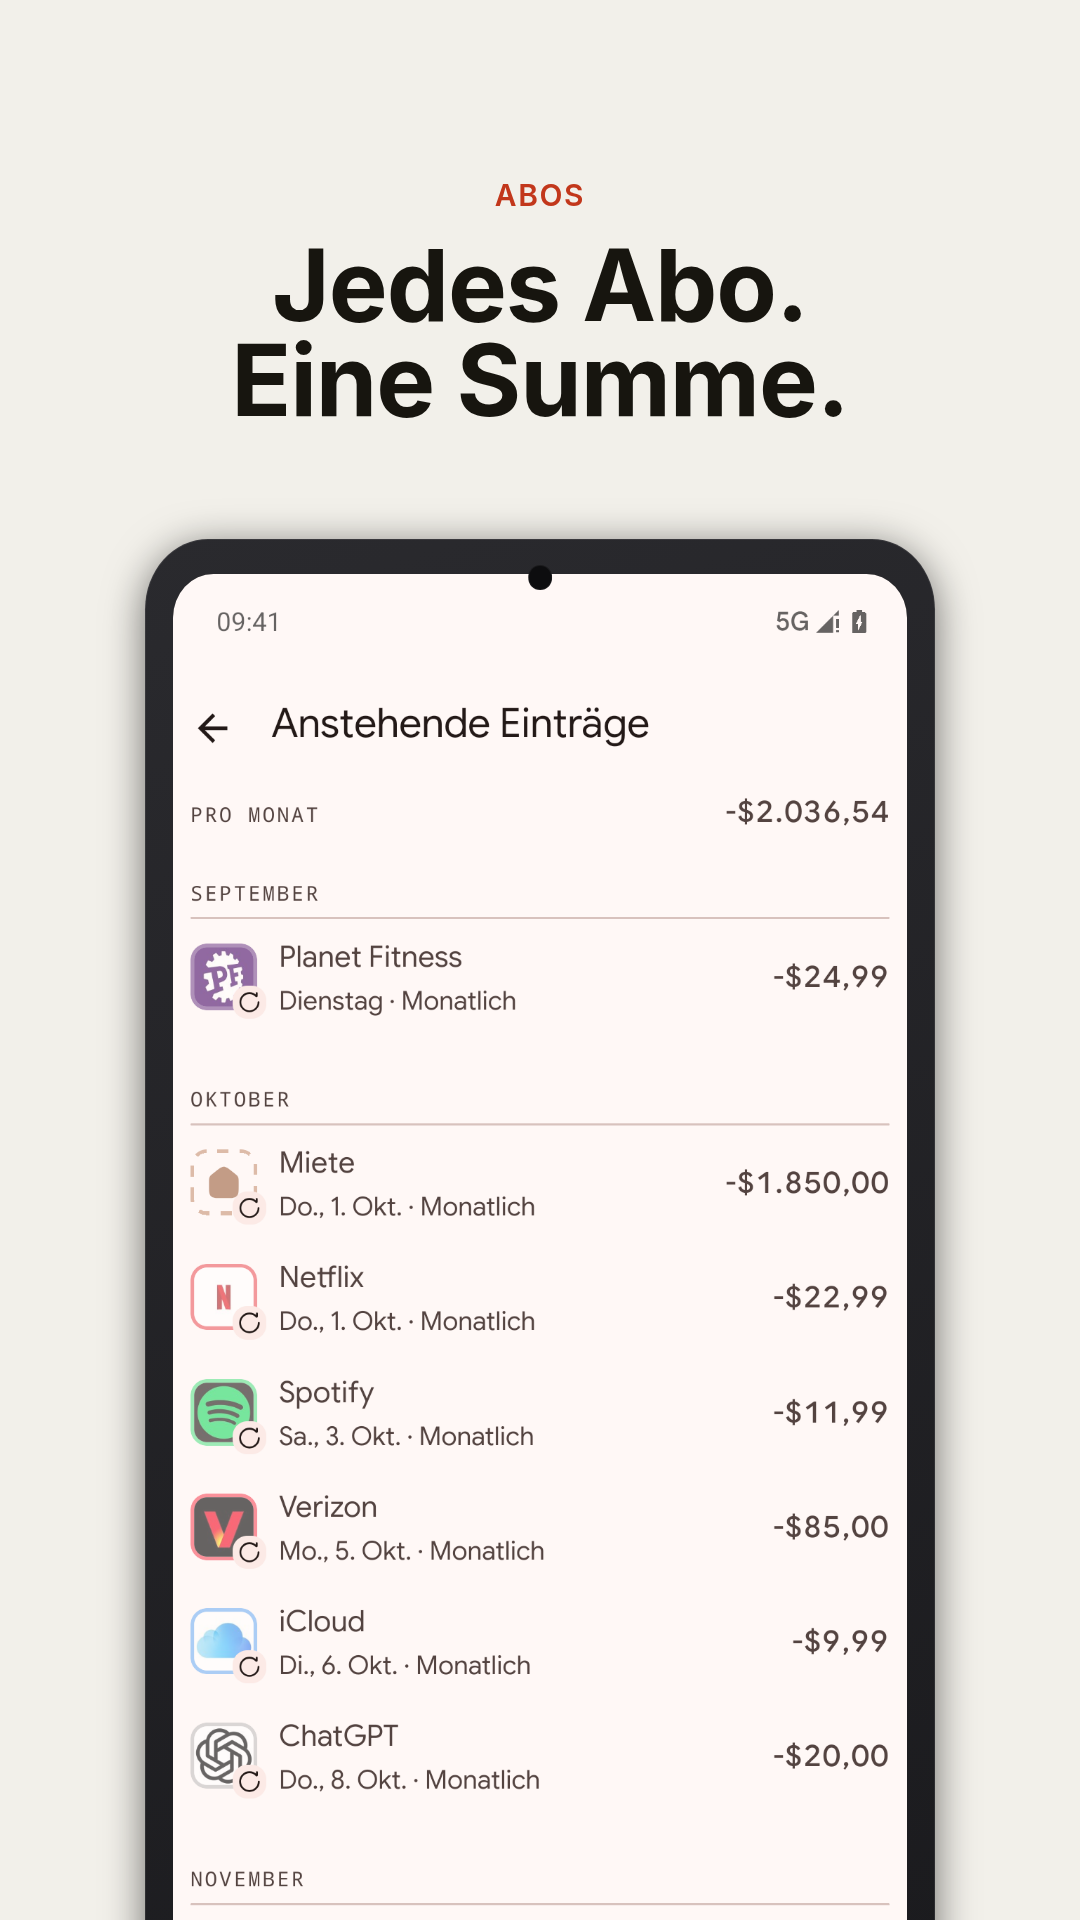 ABOS
Jedes Abo.
Eine Summe.
09:41
5G
Anstehende Einträge
PRO MONAT
-$2.036,54
SEPTEMBER
PF
Planet Fitness
-$24,99
Dienstag · Monatlich
OKTOBER
Miete
-$1.850,00
Do., 1. Okt. · Monatlich
N
Netflix
-$22,99
Do., 1. Okt. · Monatlich
Spotify
-$11,99
Sa., 3. Okt. · Monatlich
V
Verizon
-$85,00
Mo., 5. Okt. · Monatlich
iCloud
-$9,99
Di., 6. Okt. · Monatlich
ChatGPT
-$20,00
Do., 8. Okt. · Monatlich
NOVEMBER